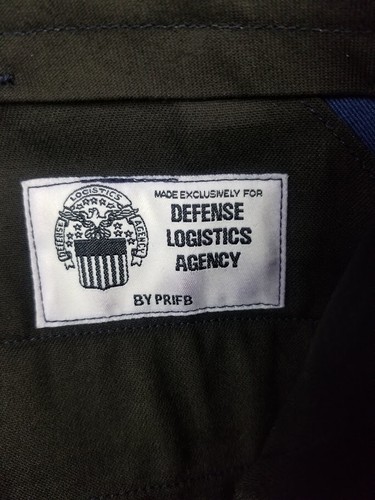 DEFENSE LOGISTICS AGENCY
MADE EXCLUSIVELY FOR
DEFENSE
LOGISTICS
AGENCY
BY PRIFB